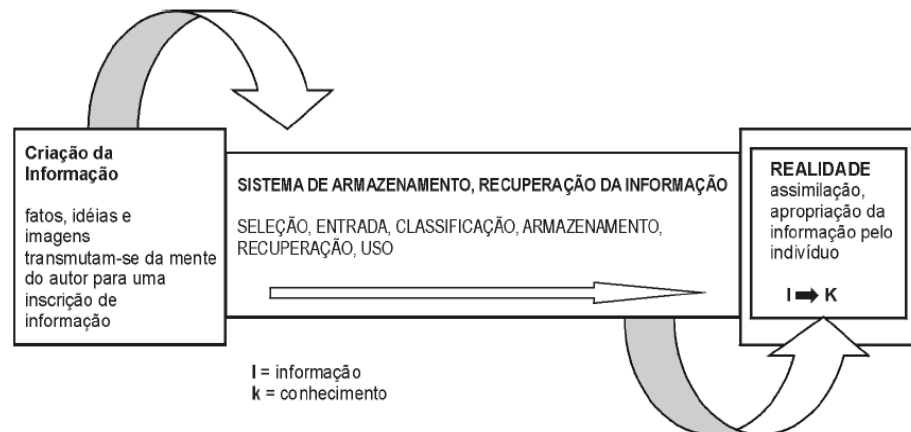 Criação da
Informação
fatos, idéias e
imagens
transmutam-se da mente
do autor para uma
inscrição de
informação
SISTEMA DE ARMAZENAMENTO, RECUPERAÇÃO DA INFORMAÇÃO
SELEÇÃO, ENTRADA, CLASSIFICAÇÃO, ARMAZENAMENTO,
RECUPERAÇÃO, USO
REALIDADE
assimilação,
apropriação da
informação pelo
indivíduo
I ➡ K
I = informação
k = conhecimento